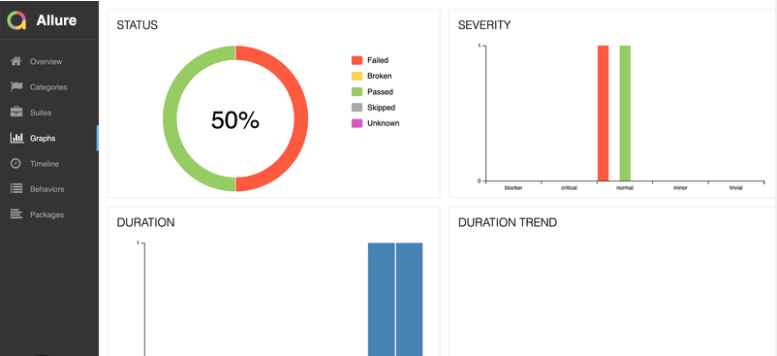 Allure
Overview
Categories
Suites
Graphs
Timeline
Behaviors
Packages
STATUS
50%
Failed
Broken
Passed
Skipped
Unknown
SEVERITY
1
0
blocker critical normal minor trivial
DURATION
1
DURATION TREND